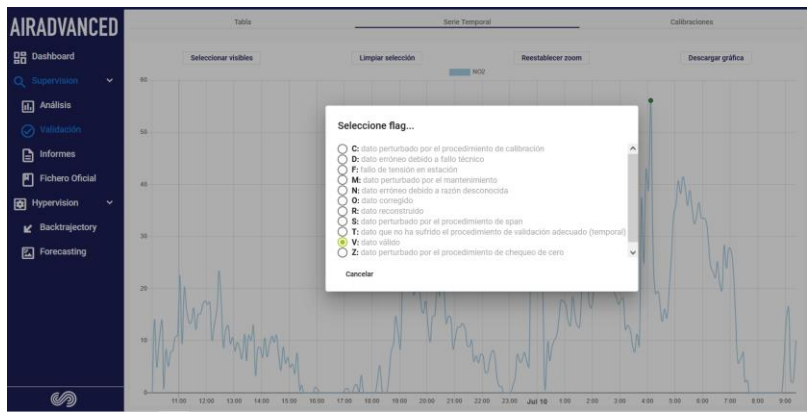 AIRADVANCED
Tabla
Serie Temporal
Calibraciones
Dashboard
Seleccionar visibles
Limpiar selección
Reestablecer zoom
Descargar gráfica
Supervision
NO2
Análisis
Validación
Informes
Fichero Oficial
Hypervision
Backtrajectory
Forecasting
Seleccione flag...
C: dato perturbado por el procedimiento de calibración
D: dato erróneo debido a fallo técnico
F: fallo de tensión en estación
M: dato perturbado por el mantenimiento
N: dato erróneo debido a razón desconocida
O: dato corregido
R: dato reconstruido
S: dato perturbado por el procedimiento de span
T: dato que no ha sufrido el procedimiento de validación adecuado (temporal)
V: dato válido
Z: dato perturbado por el procedimiento de chequeo de cero
Cancelar
60
50
40
30
20
10
0
11:00 12:00 13:00 14:00 15:00 16:00 17:00 18:00 19:00 20:00 21:00 22:00 23:00 Jul 10 1:00 2:00 3:00 4:00 5:00 6:00 7:00 8:00 9:00